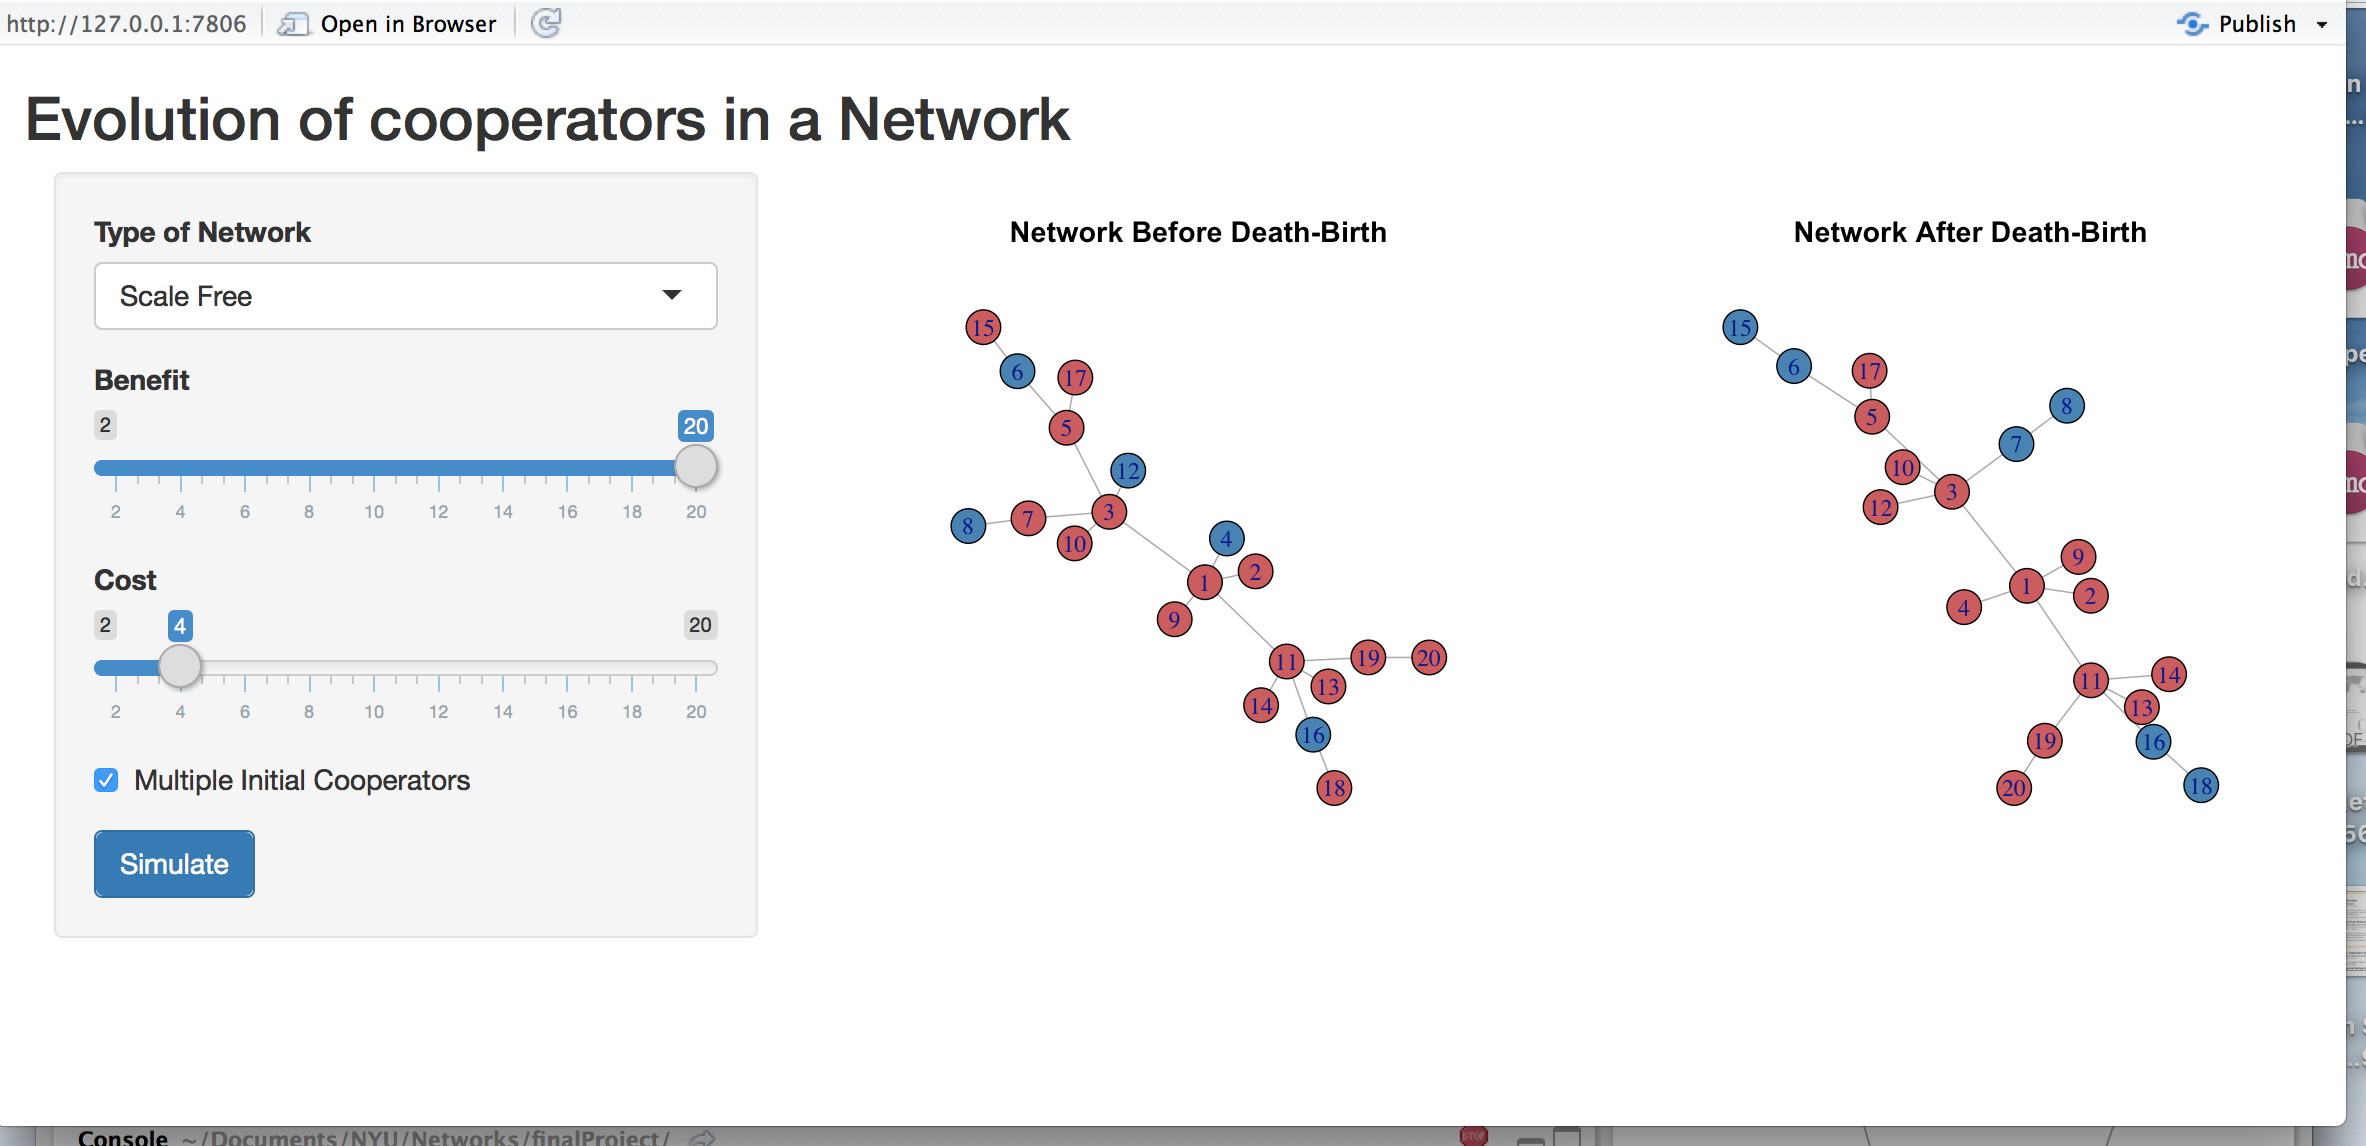 http://127.0.0.1:7806 Open in Browser Publish
Evolution of cooperators in a Network
Type of Network
Scale Free
Benefit
2 20
2 4 6 8 10 12 14 16 18 20
Cost
2 4 20
2 4 6 8 10 12 14 16 18 20
Multiple Initial Cooperators
Simulate
Network Before Death-Birth
15
6
17
5
12
3
7
8
10
4
2
1
9
11
19
20
13
14
16
18
Network After Death-Birth
15
6
17
8
5
7
10
3
12
9
1
2
4
14
11
13
19
16
18
20
Console ~/Documents/NYU/Networks/finalProject/
STOP